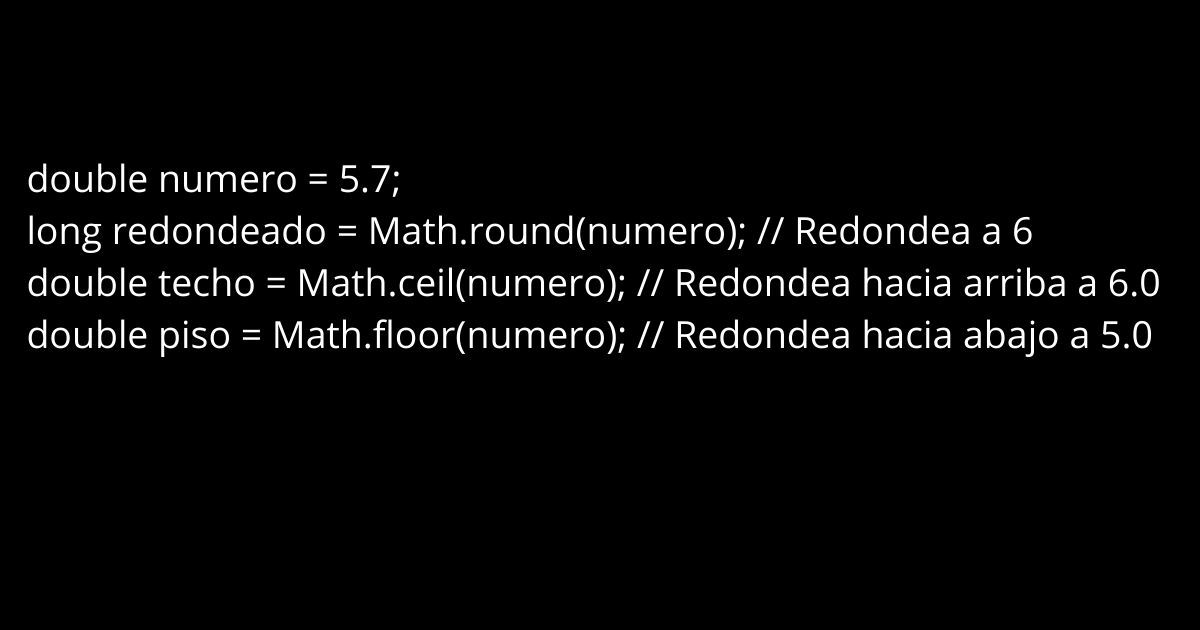 double numero = 5.7;
long redondeado = Math.round(numero); // Redondea a 6
double techo = Math.ceil(numero); // Redondea hacia arriba a 6.0
double piso = Math.floor(numero); // Redondea hacia abajo a 5.0